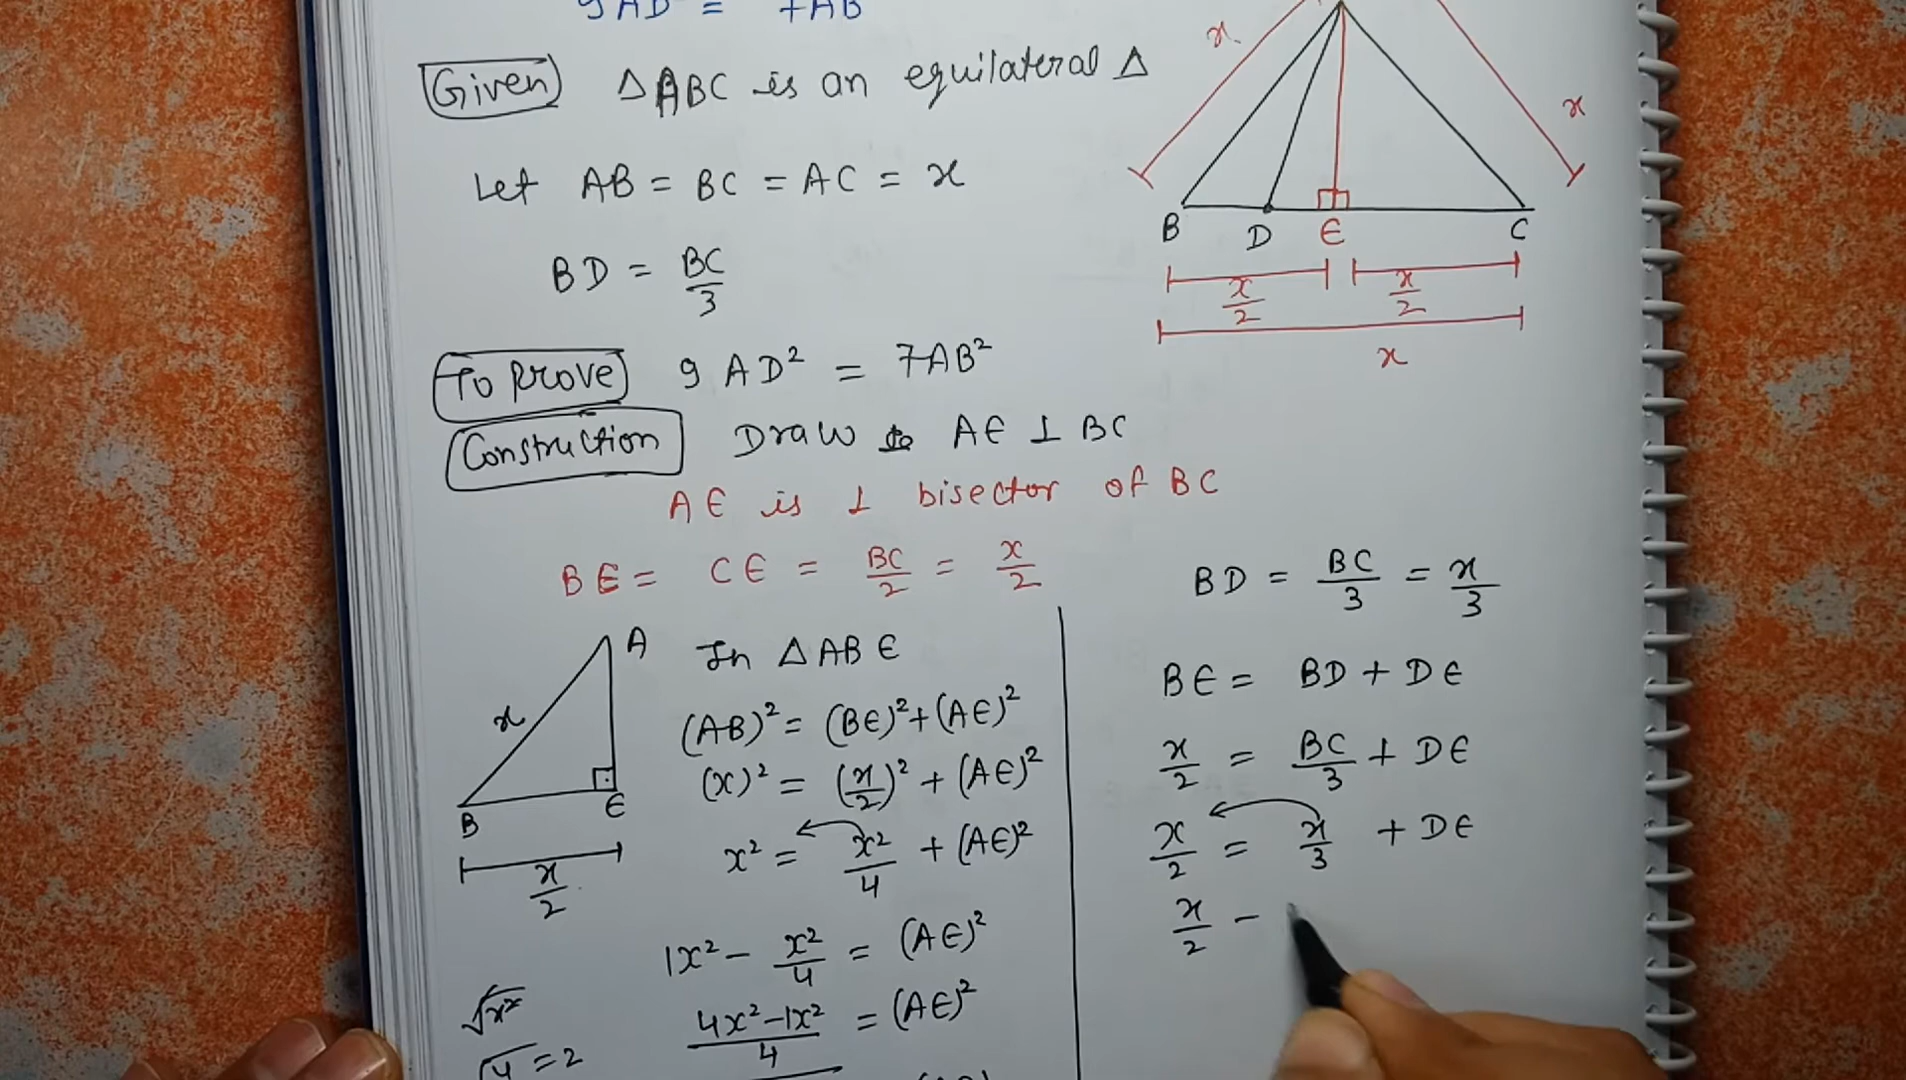 9AD² = 7AB²
Given ΔABC is an equilateral Δ
Let AB = BC = AC = x
BD = BC/3
x
x
B D E C
x/2 x/2
x
To prove 9 AD² = 7AB²
Construction Draw AE ⊥ BC
AE is ⊥ bisector of BC
BE = CE = BC/2 = x/2
A
x
B E
x/2
In Δ ABE
(AB)² = (BE)² + (AE)²
(x)² = (x/2)² + (AE)²
x² = x²/4 + (AE)²
1x² - x²/4 = (AE)²
4x² - 1x²/4 = (AE)²
√x²
√4 = 2
BD = BC/3 = x/3
BE = BD + DE
x/2 = BC/3 + DE
x/2 = x/3 + DE
x/2 -